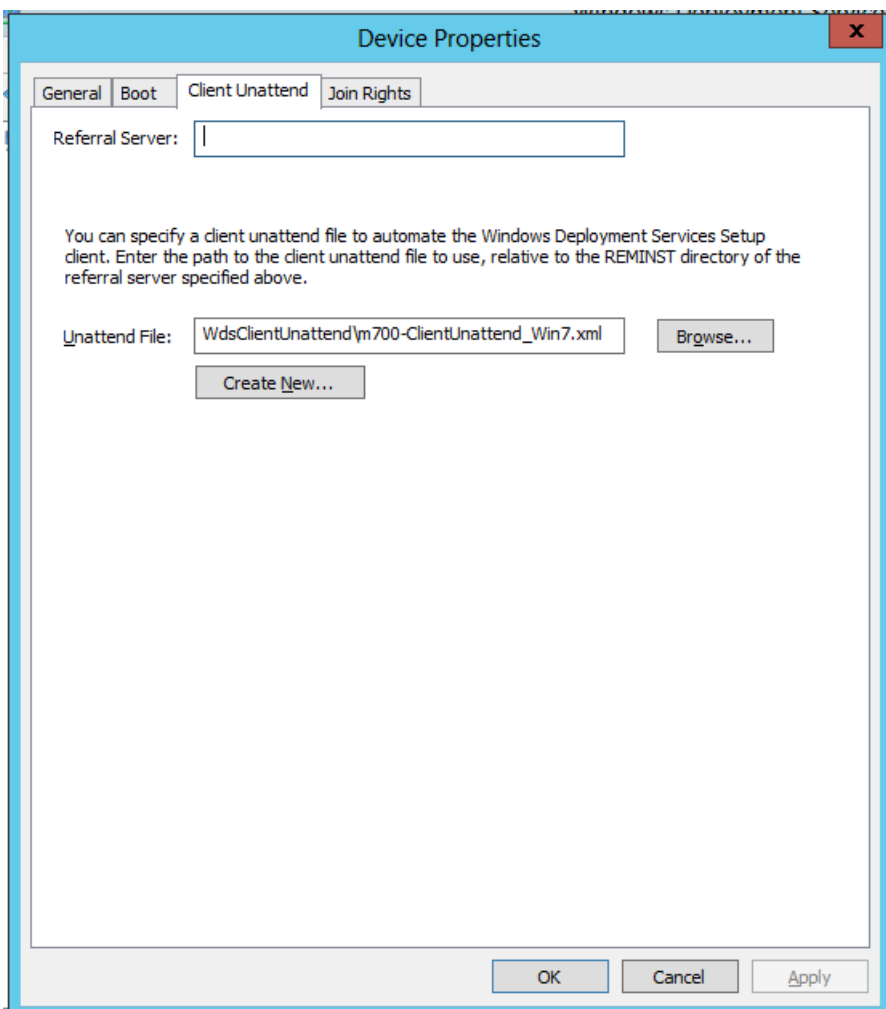 Device Properties
x
General Boot Client Unattend Join Rights
Referral Server:
You can specify a client unattend file to automate the Windows Deployment Services Setup
client. Enter the path to the client unattend file to use, relative to the REMINST directory of the
referral server specified above.
Unattend File: WdsClientUnattend\m700-ClientUnattend_Win7.xml Browse...
Create New...
OK Cancel Apply